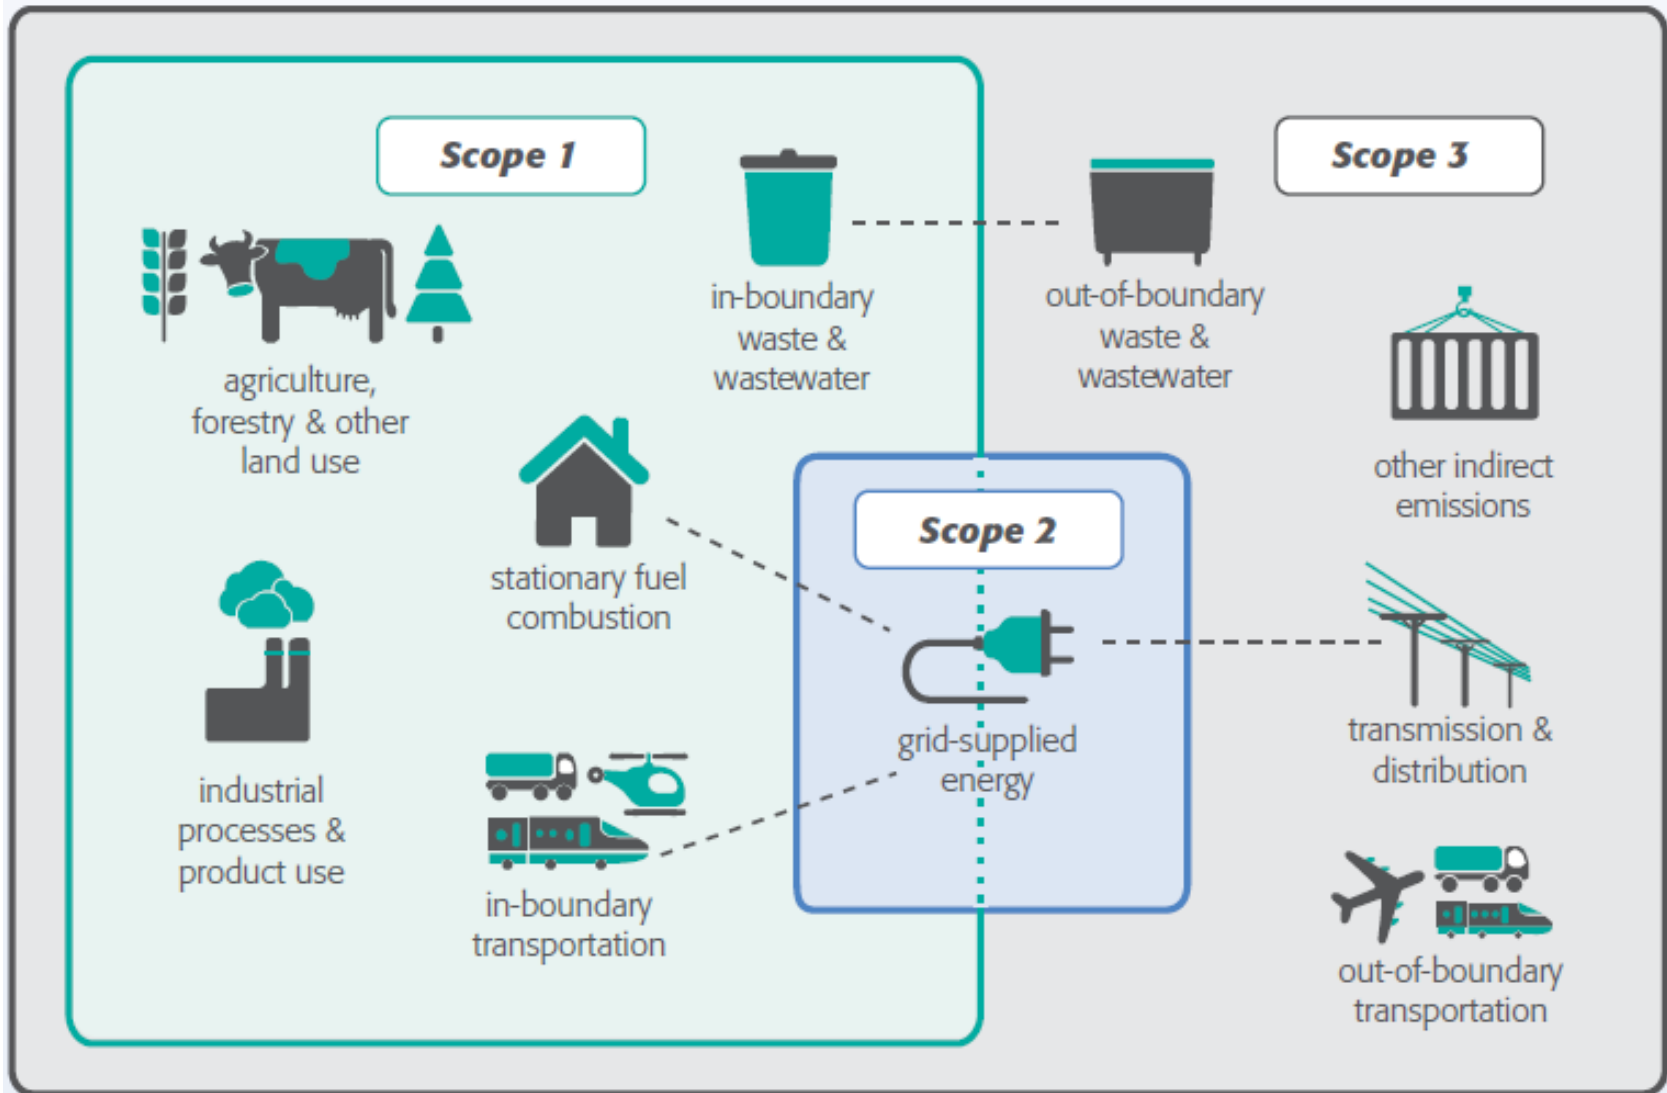 Scope 1
agriculture,
forestry & other
land use
in-boundary
waste &
wastewater
stationary fuel
combustion
industrial
processes &
product use
in-boundary
transportation
Scope 2
grid-supplied
energy
Scope 3
out-of-boundary
waste &
wastewater
other indirect
emissions
transmission &
distribution
out-of-boundary
transportation